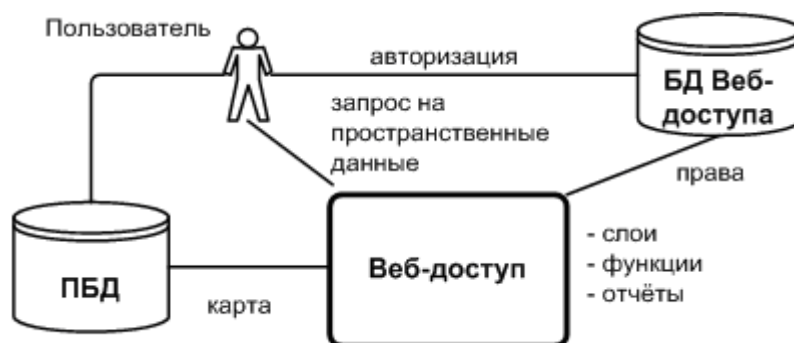 Пользователь
авторизация
БД Веб-
доступа
запрос на
пространственные
данные
права
ПБД
Веб-доступ
- слои
- функции
- отчёты
карта